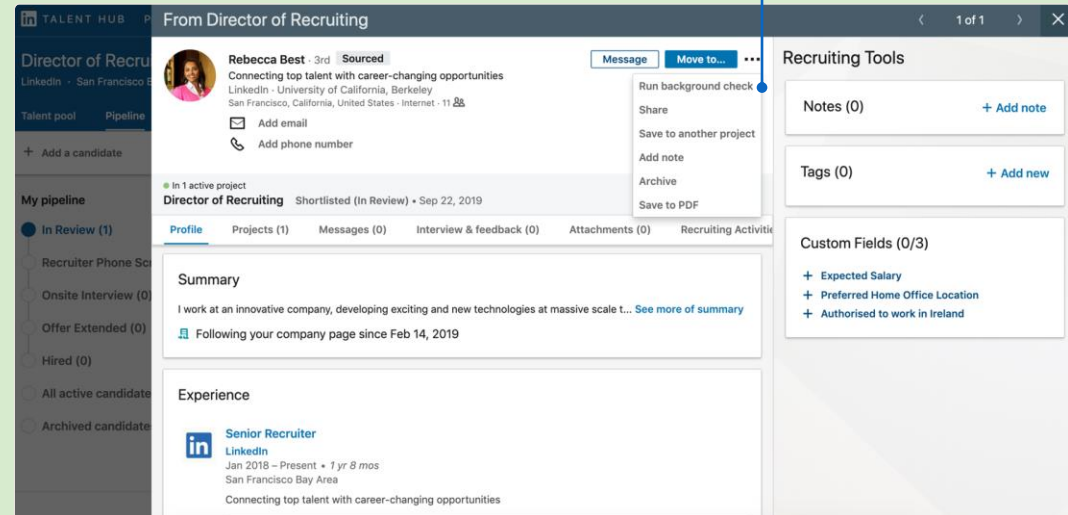 in TALENT HUB P
From Director of Recruiting
1 of 1
Director of Recru
LinkedIn · San Francisco B
Talent pool Pipeline
+ Add a candidate
My pipeline
In Review (1)
Recruiter Phone Scr
Onsite Interview (0)
Offer Extended (0)
Hired (0)
All active candidate
Archived candidate
Rebecca Best · 3rd Sourced
Connecting top talent with career-changing opportunities
LinkedIn · University of California, Berkeley
San Francisco, California, United States · Internet · 11
Add email
Add phone number
Message Move to... •••
Run background check
Share
Save to another project
Add note
Archive
Save to PDF
In 1 active project
Director of Recruiting Shortlisted (In Review) • Sep 22, 2019
Profile Projects (1) Messages (0) Interview & feedback (0) Attachments (0) Recruiting Activitie
Summary
I work at an innovative company, developing exciting and new technologies at massive scale t... See more of summary
Following your company page since Feb 14, 2019
Experience
in
Senior Recruiter
LinkedIn
Jan 2018 – Present • 1 yr 8 mos
San Francisco Bay Area
Connecting top talent with career-changing opportunities
Recruiting Tools
Notes (0) + Add note
Tags (0) + Add new
Custom Fields (0/3)
+ Expected Salary
+ Preferred Home Office Location
+ Authorised to work in Ireland